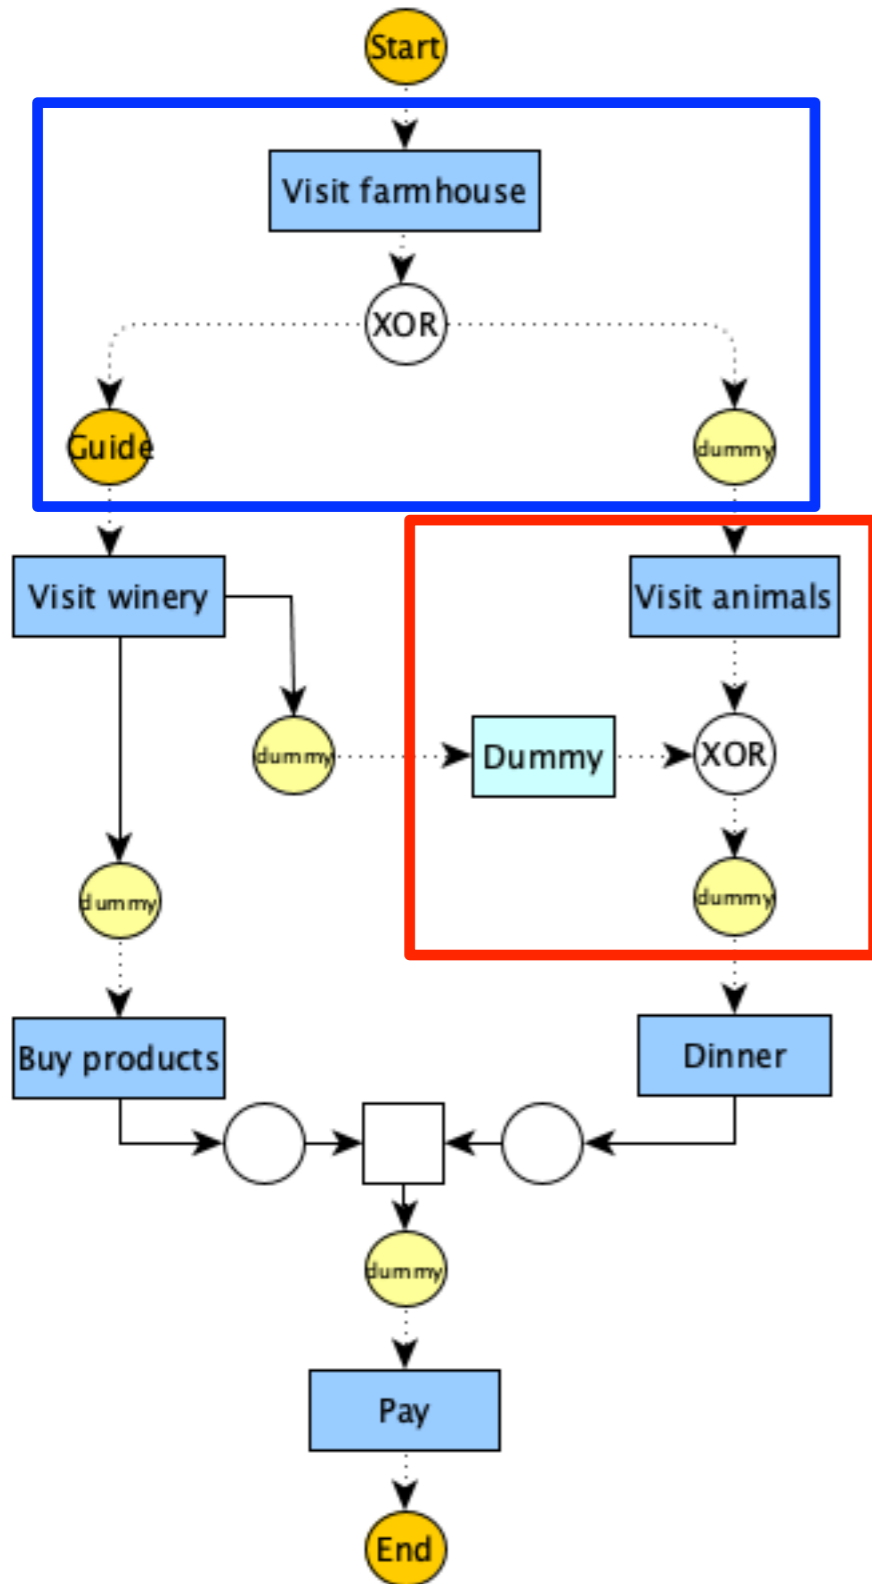 Start
Visit farmhouse
XOR
Guide
dummy
Visit winery
Visit animals
dummy
Dummy
XOR
dummy
dummy
Buy products
Dinner
dummy
Pay
End